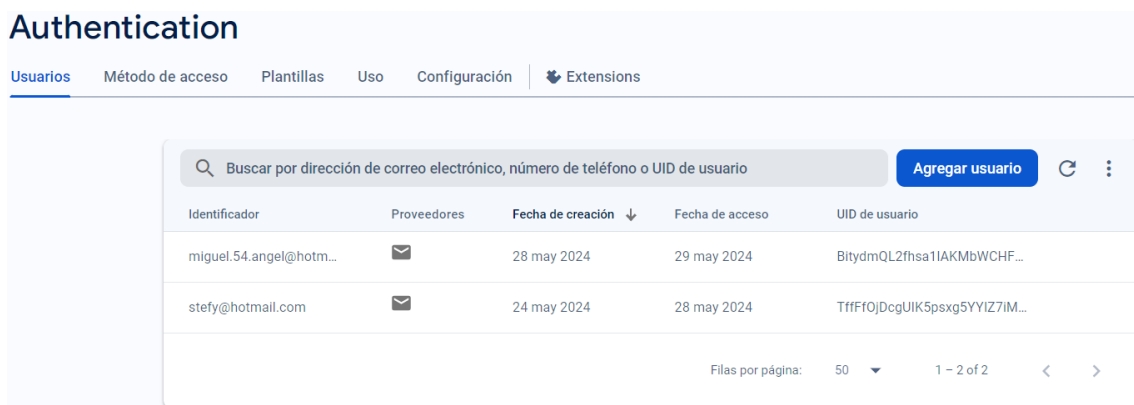 Authentication
Usuarios Método de acceso Plantillas Uso Configuración Extensions
Buscar por dirección de correo electrónico, número de teléfono o UID de usuario Agregar usuario
Identificador Proveedores Fecha de creación Fecha de acceso UID de usuario
miguel.54.angel@hotm... 28 may 2024 29 may 2024 BitydmQL2fhsa1IAKMbWCHF...
stefy@hotmail.com 24 may 2024 28 may 2024 TffFfOjDcgUIK5psxg5YYIZ7iM...
Filas por página: 50 1 – 2 of 2